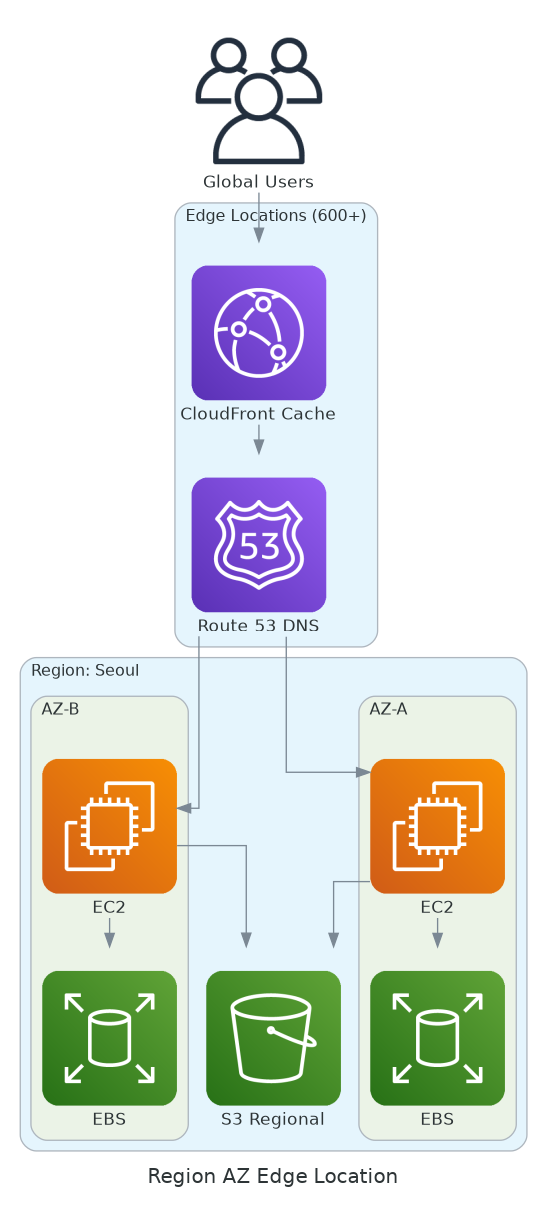 Global Users
Edge Locations (600+)
CloudFront Cache
53
Route 53 DNS
Region: Seoul
AZ-B
AZ-A
EC2
EC2
EBS
S3 Regional
EBS
Region AZ Edge Location